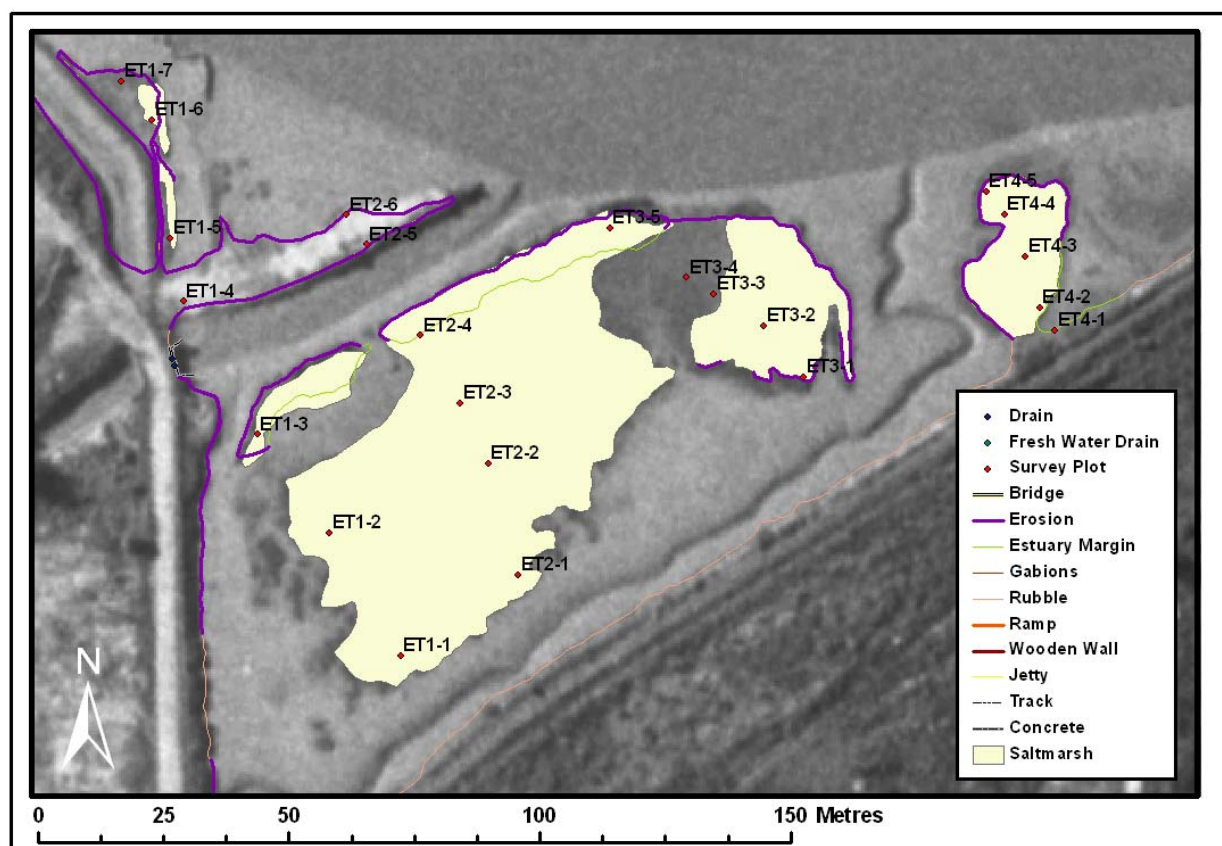 ET1-7
ET1-6
ET1-5
ET1-4
ET2-6
ET2-5
ET3-5
ET3-4
ET3-3
ET3-2
ET3-1
ET4-5
ET4-4
ET4-3
ET4-2
ET4-1
ET2-4
ET1-3
ET2-3
ET2-2
ET1-2
ET2-1
ET1-1
N
Drain
Fresh Water Drain
Survey Plot
Bridge
Erosion
Estuary Margin
Gabions
Rubble
Ramp
Wooden Wall
Jetty
Track
Concrete
Saltmarsh
0 25 50 100 150 Metres